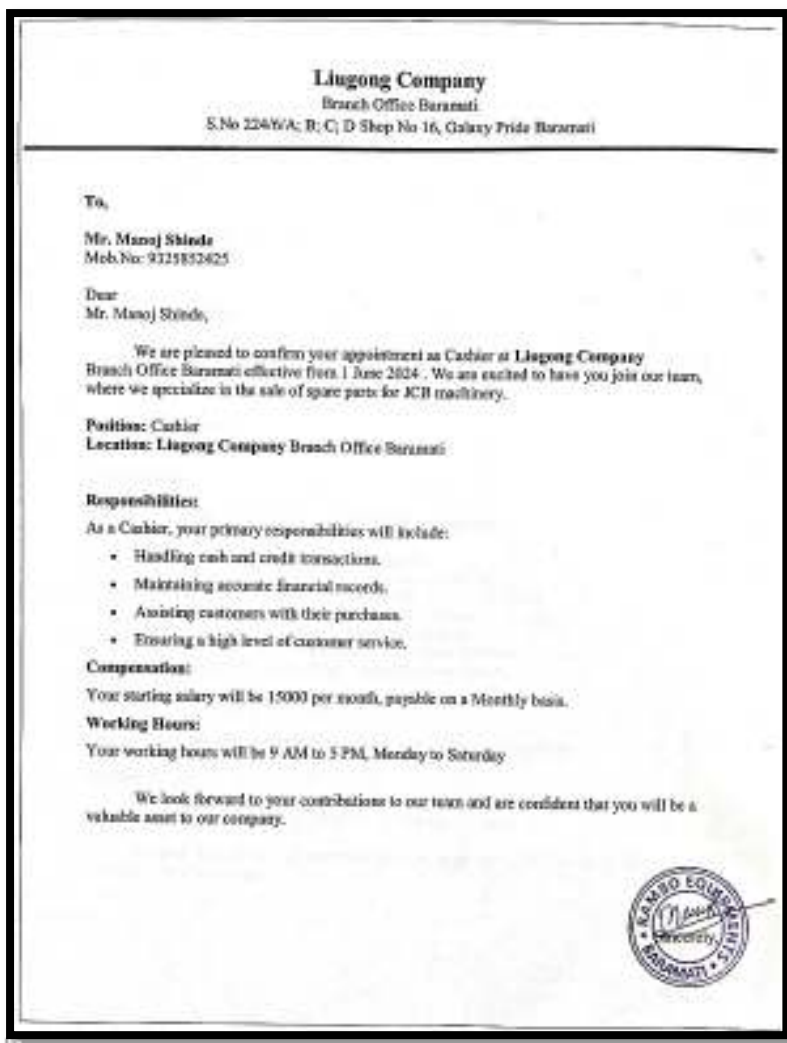 Liugong Company
Branch Office Baramati
S.No 224/6/A; B; C; D Shop No 16, Galaxy Pride Baramati
To,
Mr. Manoj Shinde
Mob.No: 9325852425
Dear
Mr. Manoj Shinde,
We are pleased to confirm your appointment as Cashier at Liugong Company
Branch Office Baramati effective from 1 June 2024 . We are excited to have you join our team,
where we specialize in the sale of spare parts for JCB machinery.
Position: Cashier
Location: Liugong Company Branch Office Baramati
Responsibilities:
As a Cashier, your primary responsibilities will include:
• Handling cash and credit transactions.
• Maintaining accurate financial records.
• Assisting customers with their purchases.
• Ensuring a high level of customer service.
Compensation:
Your starting salary will be 15000 per month, payable on a Monthly basis.
Working Hours:
Your working hours will be 9 AM to 5 PM, Monday to Saturday
We look forward to your contributions to our team and are confident that you will be a
valuable asset to our company.
RAMBO EQUIPMENTS
Sincerely,
BARAMATI